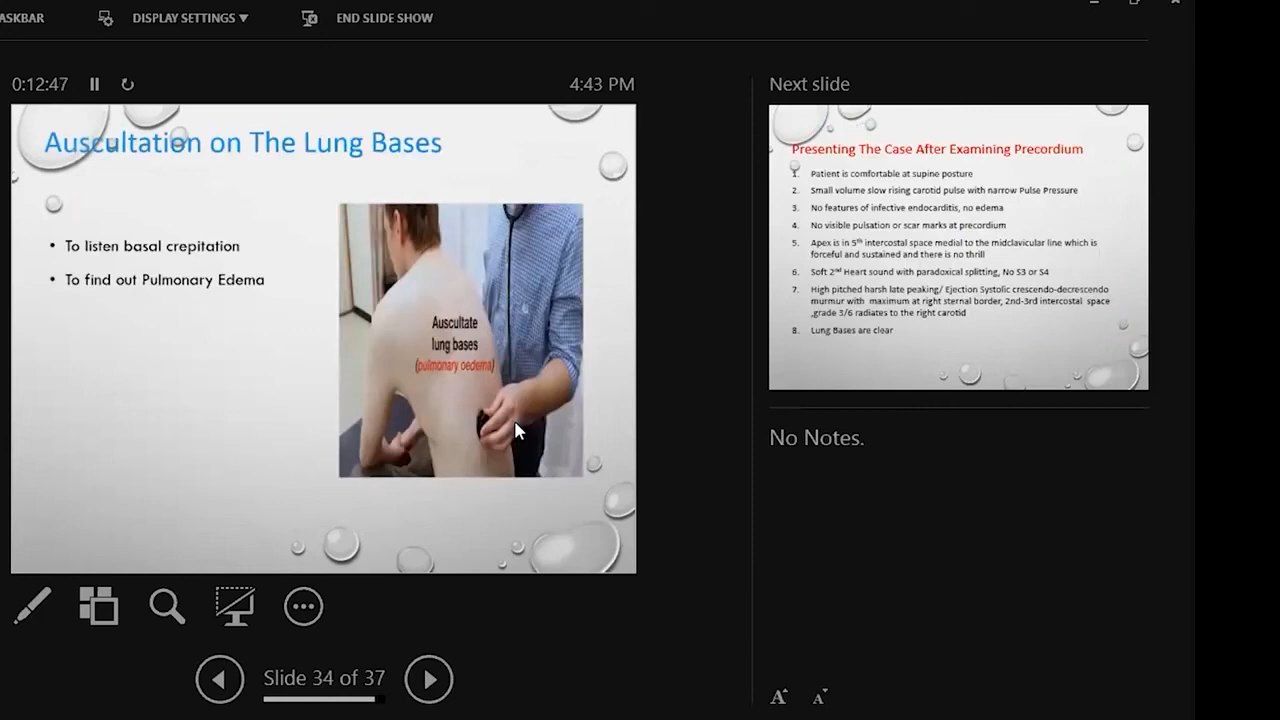 ASKBAR
DISPLAY SETTINGS ▼
END SLIDE SHOW
0:12:47
4:43 PM
Auscultation on The Lung Bases
• To listen basal crepitation
• To find out Pulmonary Edema
Auscultate
lung bases
(pulmonary oedema)
Slide 34 of 37
Next slide
Presenting The Case After Examining Precordium
1. Patient is comfortable at supine posture
2. Small volume slow rising carotid pulse with narrow Pulse Pressure
3. No features of infective endocarditis, no edema
4. No visible pulsation or scar marks at precordium
5. Apex is in 5th intercostal space medial to the midclavicular line which is
forceful and sustained and there is no thrill
6. Soft 2nd Heart sound with paradoxical splitting, No S3 or S4
7. High pitched harsh late peaking/ Ejection Systolic crescendo-decrescendo
murmur with maximum at right sternal border, 2nd-3rd intercostal space
,grade 3/6 radiates to the right carotid
8. Lung Bases are clear
No Notes.
A A